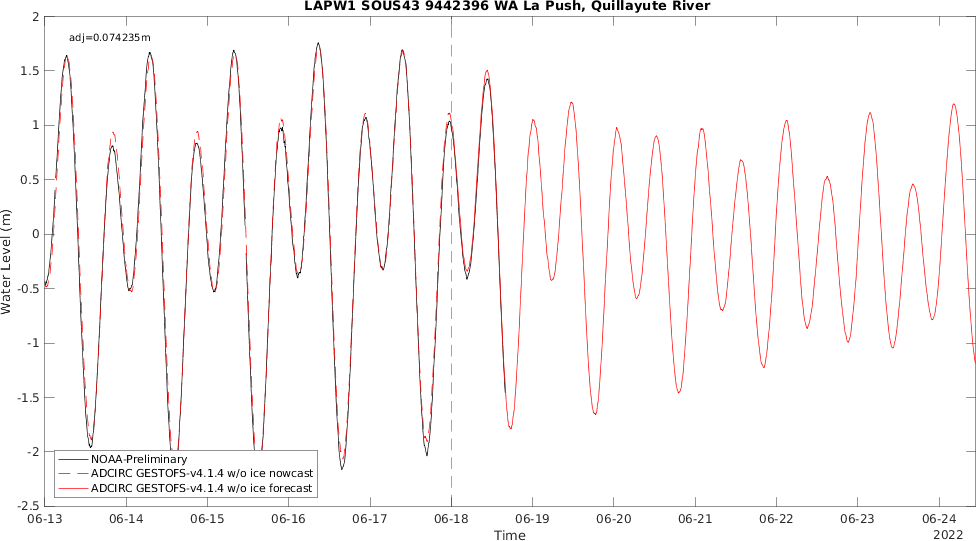 LAPW1 SOUS43 9442396 WA La Push, Quillayute River
adj=0.074235m
2
1.5
1
0.5
0
-0.5
-1
-1.5
-2
-2.5
Water Level (m)
NOAA-Preliminary
ADCIRC GESTOFS-v4.1.4 w/o ice nowcast
ADCIRC GESTOFS-v4.1.4 w/o ice forecast
06-13 06-14 06-15 06-16 06-17 06-18 06-19 06-20 06-21 06-22 06-23 06-24
Time
2022